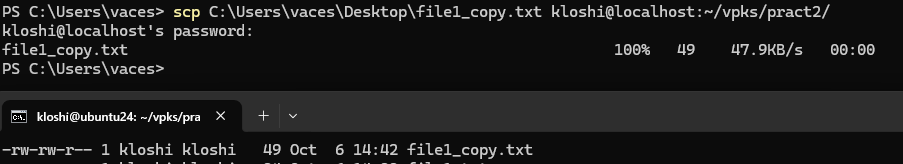 PS C:\Users\vaces> scp C:\Users\vaces\Desktop\file1_copy.txt kloshi@localhost:~/vpks/pract2/
kloshi@localhost's password:
file1_copy.txt 100% 49 47.9KB/s 00:00
PS C:\Users\vaces>
kloshi@ubuntu24: ~/vpks/pra
-rw-rw-r-- 1 kloshi kloshi 49 Oct 6 14:42 file1_copy.txt